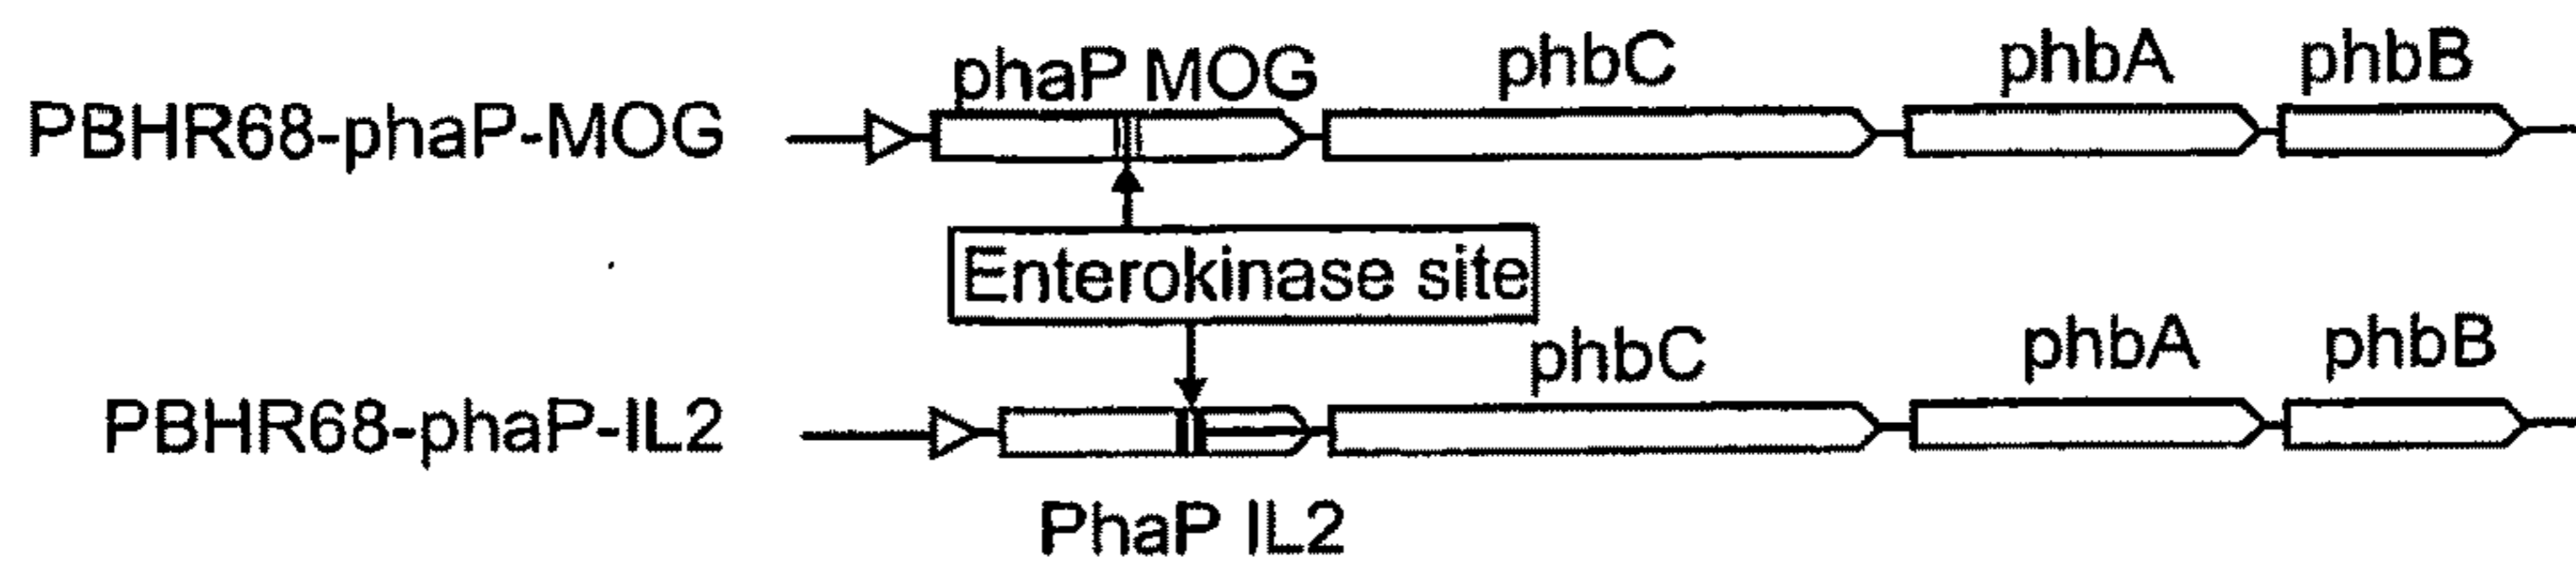 phaP MOG phbC phbA phbB
PBHR68-phaP-MOG
Enterokinase site
phbC phbA phbB
PBHR68-phaP-IL2
PhaP IL2